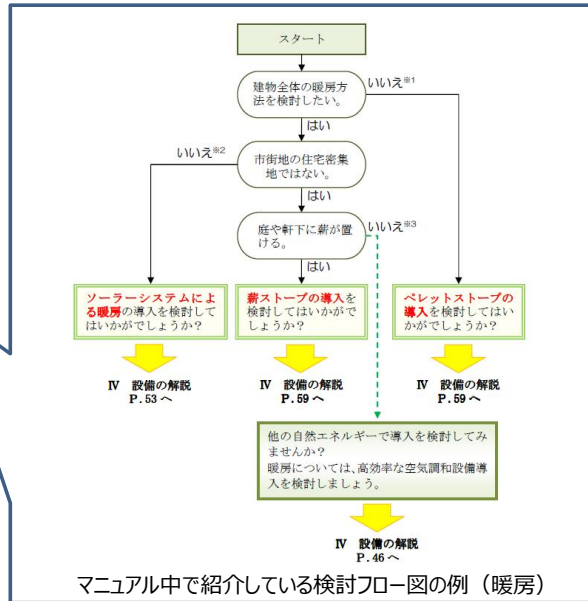 スタート
建物全体の暖房方
法を検討したい。
いいえ※1
はい
いいえ※2
市街地の住宅密集
地ではない。
はい
庭や軒下に薪が置
ける。
いいえ※3
はい
ソーラーシステムによ
る暖房の導入を検討して
はいかがでしょうか？
薪ストーブの導入を
検討してはいかがで
しょうか？
ペレットストーブの
導入を検討してはい
かがでしょうか？
Ⅳ 設備の解説
P.53 へ
Ⅳ 設備の解説
P.59 へ
Ⅳ 設備の解説
P.59 へ
他の自然エネルギーで導入を検討してみ
ませんか？
暖房については、高効率な空気調和設備導
入を検討しましょう。
Ⅳ 設備の解説
P.46 へ
マニュアル中で紹介している検討フロー図の例（暖房）